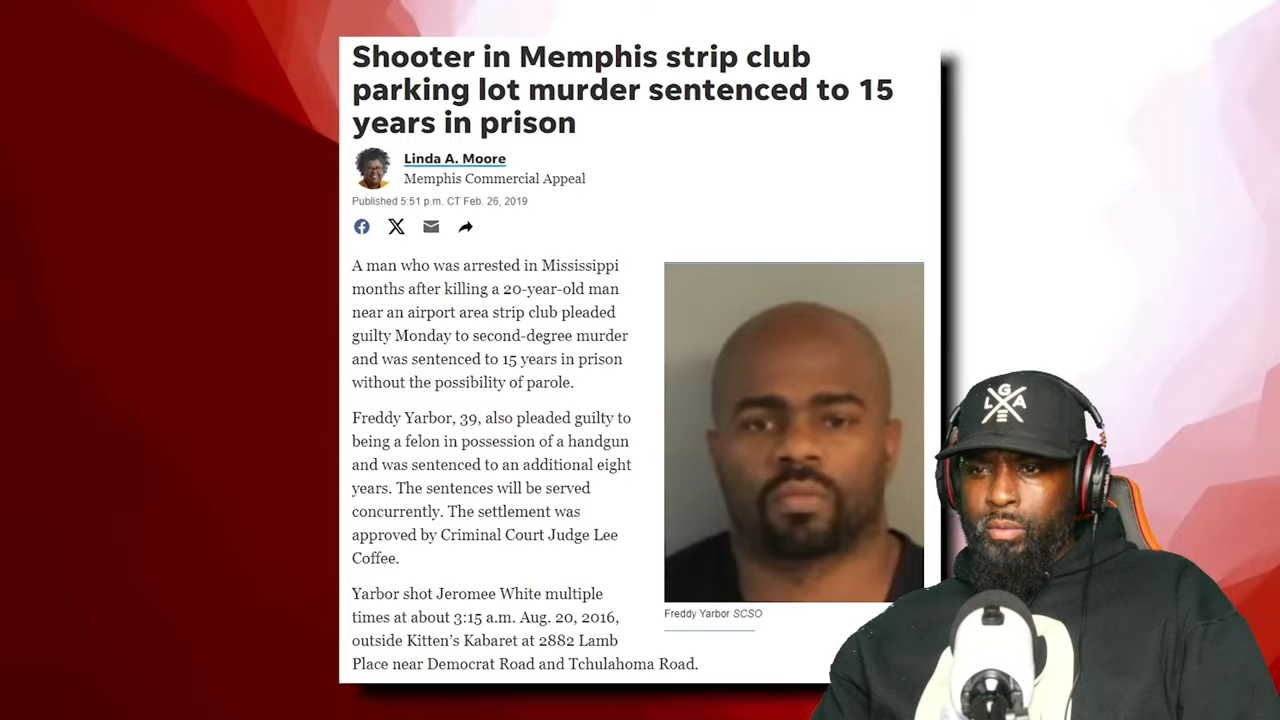 Shooter in Memphis strip club
parking lot murder sentenced to 15
years in prison
Linda A. Moore
Memphis Commercial Appeal
Published 5:51 p.m. CT Feb. 26, 2019
A man who was arrested in Mississippi
months after killing a 20-year-old man
near an airport area strip club pleaded
guilty Monday to second-degree murder
and was sentenced to 15 years in prison
without the possibility of parole.
Freddy Yarbor, 39, also pleaded guilty to
being a felon in possession of a handgun
and was sentenced to an additional eight
years. The sentences will be served
concurrently. The settlement was
approved by Criminal Court Judge Lee
Coffee.
Yarbor shot Jeromee White multiple
times at about 3:15 a.m. Aug. 20, 2016,
outside Kitten's Kabaret at 2882 Lamb
Place near Democrat Road and Tchulahoma Road.
Freddy Yarbor SCSO
G
L A
E